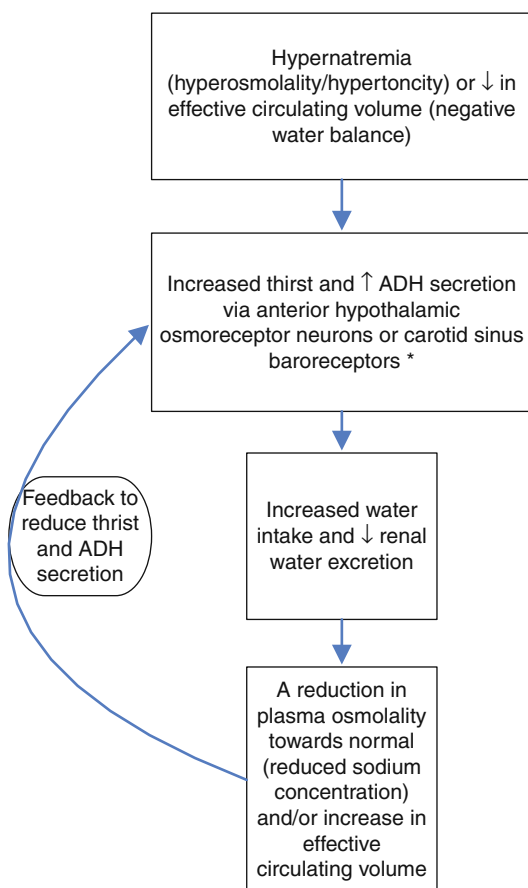 Hypernatremia
(hyperosmolality/hypertoncity) or ↓ in
effective circulating volume (negative
water balance)
Increased thirst and ↑ ADH secretion
via anterior hypothalamic
osmoreceptor neurons or carotid sinus
baroreceptors *
Increased water
intake and ↓ renal
water excretion
Feedback to
reduce thrist
and ADH
secretion
A reduction in
plasma osmolality
towards normal
(reduced sodium
concentration)
and/or increase in
effective
circulating volume